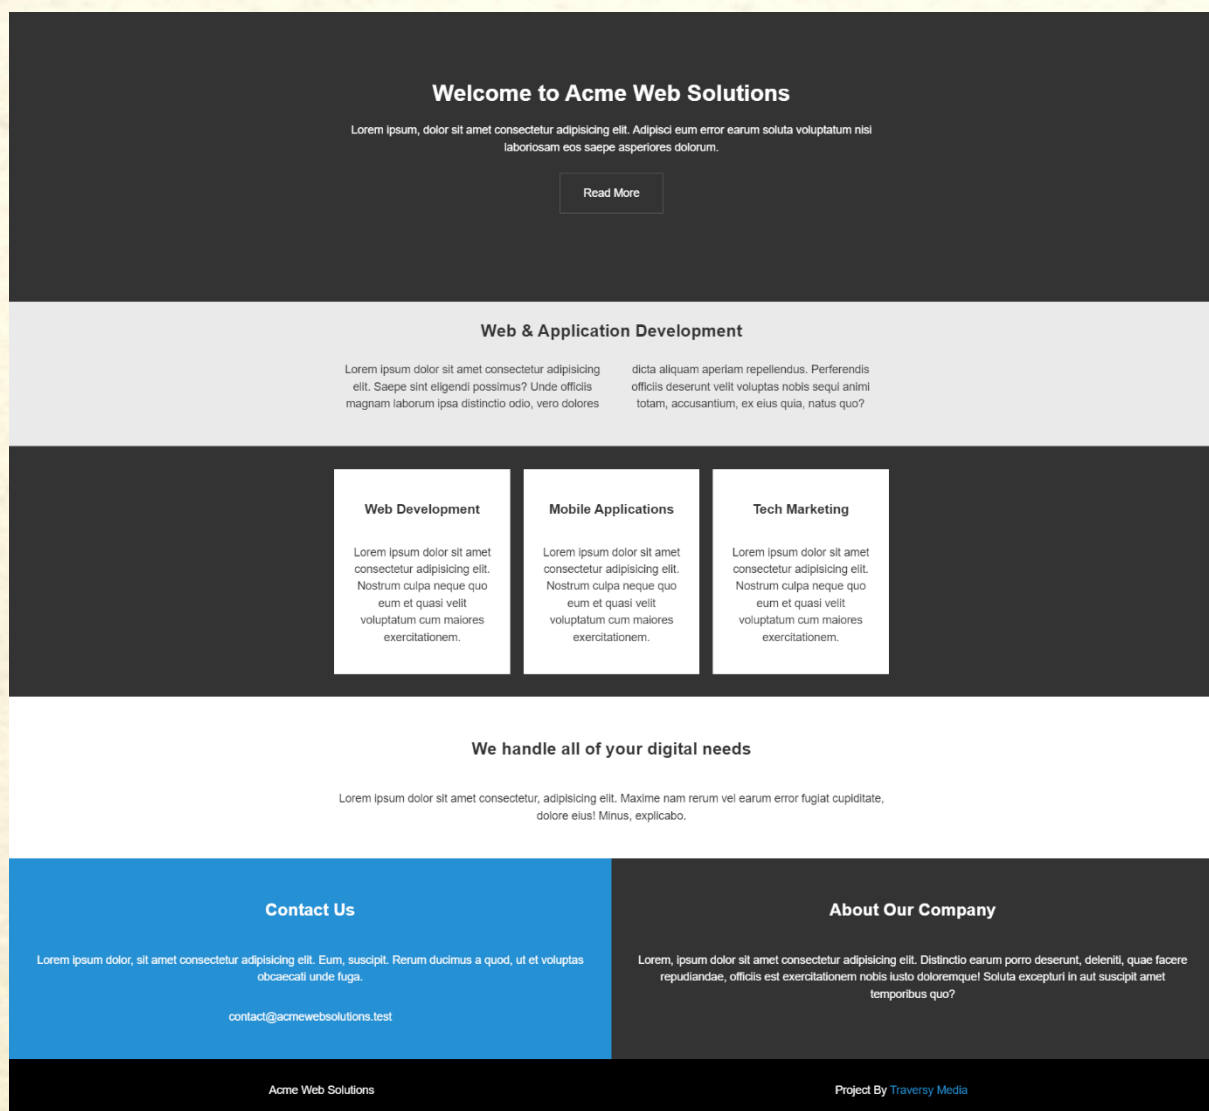 Welcome to Acme Web Solutions
Lorem ipsum, dolor sit amet consectetur adipisicing elit. Adipisci eum error earum soluta voluptatum nisi
laboriosam eos saepe asperiores dolorum.
Read More
Web & Application Development
Lorem ipsum dolor sit amet consectetur adipisicing
elit. Saepe sint eligendi possimus? Unde officiis
magnam laborum ipsa distinctio odio, vero dolores
dicta aliquam aperiam repellendus. Perferendis
officiis deserunt velit voluptas nobis sequi animi
totam, accusantium, ex eius quia, natus quo?
Web Development
Lorem ipsum dolor sit amet
consectetur adipisicing elit.
Nostrum culpa neque quo
eum et quasi velit
voluptatum cum maiores
exercitationem.
Mobile Applications
Lorem ipsum dolor sit amet
consectetur adipisicing elit.
Nostrum culpa neque quo
eum et quasi velit
voluptatum cum maiores
exercitationem.
Tech Marketing
Lorem ipsum dolor sit amet
consectetur adipisicing elit.
Nostrum culpa neque quo
eum et quasi velit
voluptatum cum maiores
exercitationem.
We handle all of your digital needs
Lorem ipsum dolor sit amet consectetur, adipisicing elit. Maxime nam rerum vel earum error fugiat cupiditate,
dolore eius! Minus, explicabo.
Contact Us
Lorem ipsum dolor, sit amet consectetur adipisicing elit. Eum, suscipit. Rerum ducimus a quod, ut et voluptas
obcaecati unde fuga.
contact@acmewebsolutions.test
About Our Company
Lorem, ipsum dolor sit amet consectetur adipisicing elit. Distinctio earum porro deserunt, deleniti, quae facere
repudiandae, officiis est exercitationem nobis iusto doloremque! Soluta excepturi in aut suscipit amet
temporibus quo?
Acme Web Solutions
Project By Traversy Media